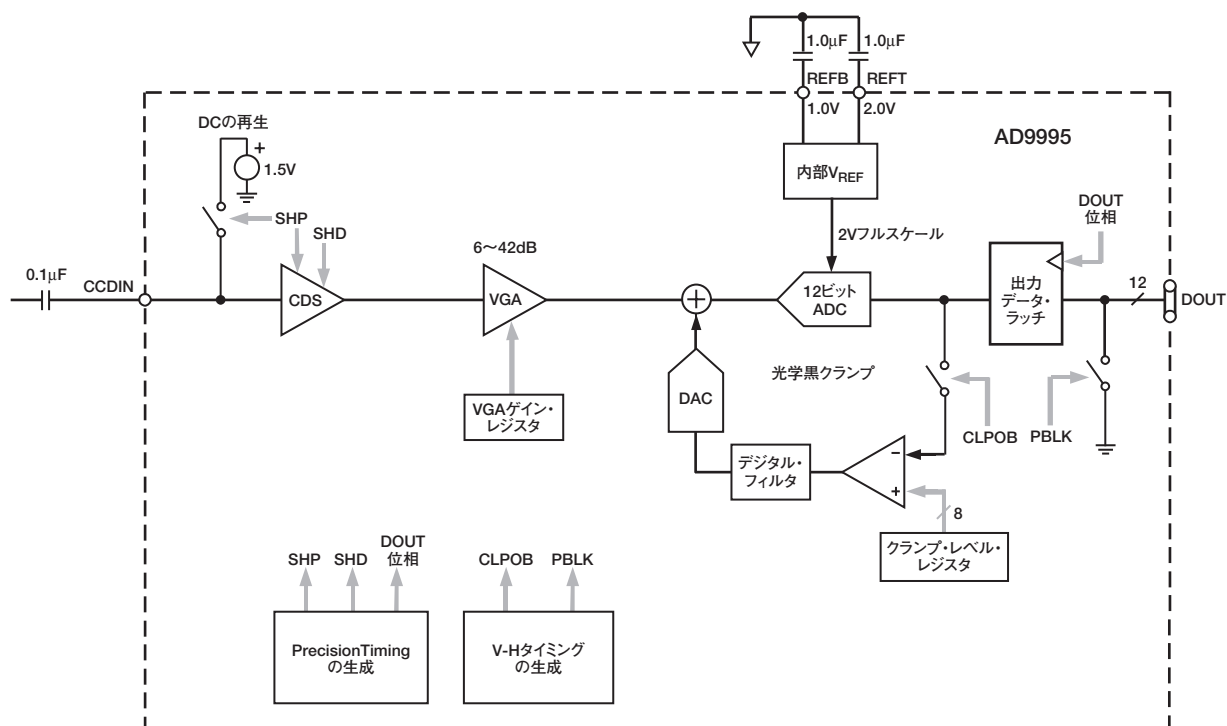 1.0μF
1.0μF
REFB
REFT
1.0V
2.0V
DCの再生
+
1.5V
AD9995
内部VREF
DOUT
位相
SHP
SHD
6~42dB
2Vフルスケール
0.1μF
CCDIN
CDS
VGA
+
12ビット
ADC
出力
データ・
ラッチ
12
DOUT
光学黒クランプ
DAC
VGAゲイン・
レジスタ
CLPOB
PBLK
デジタル・
フィルタ
−
+
8
クランプ・レベル・
レジスタ
SHP
SHD
DOUT
位相
CLPOB
PBLK
PrecisionTiming
の生成
V-Hタイミング
の生成